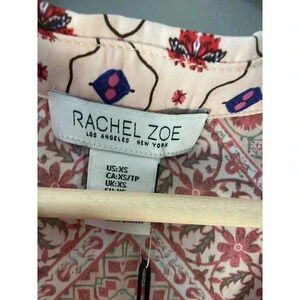 RACHEL ZOE
LOS ANGELES NEW YORK
US:XS
CA:XS/TP
UK:XS